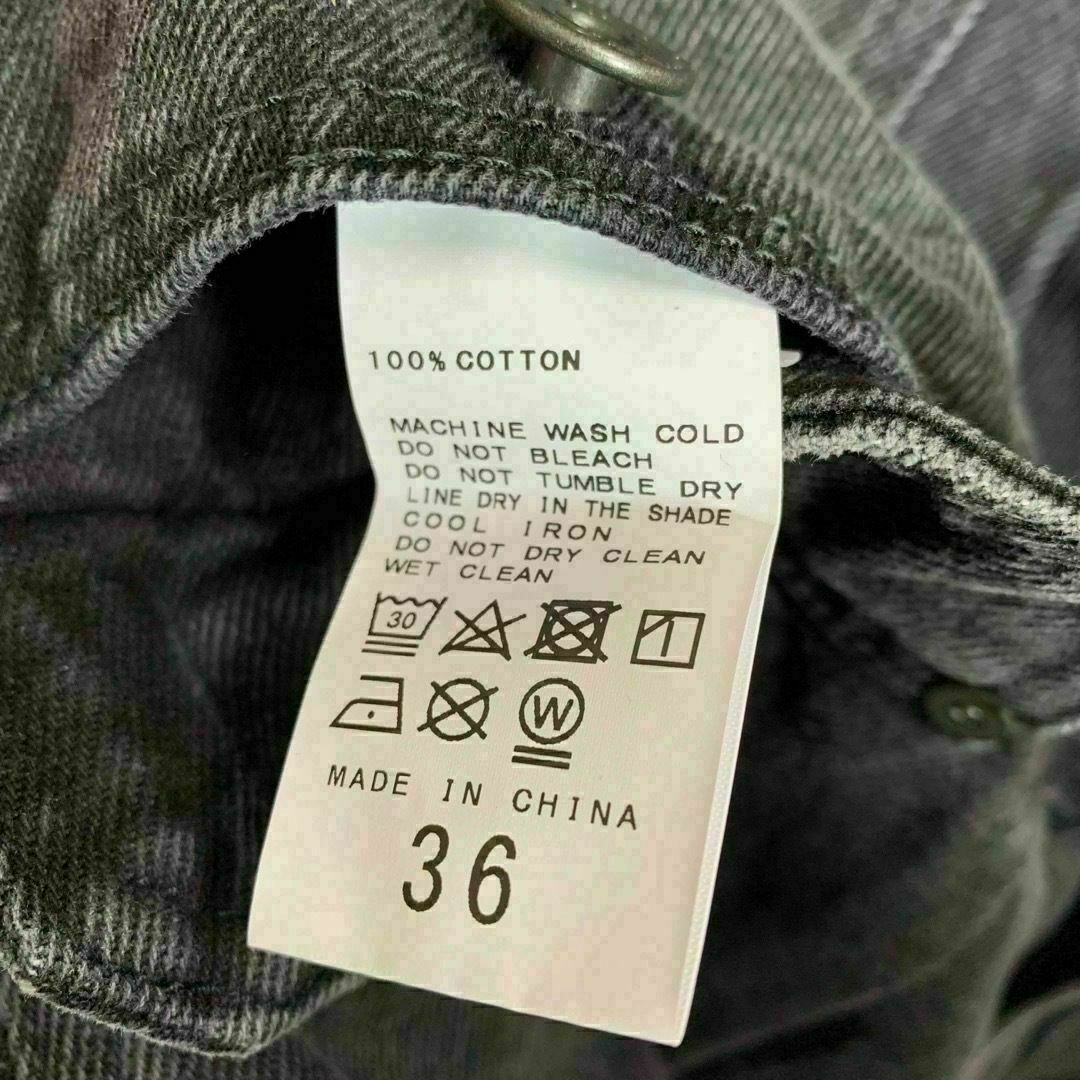 100% COTTON
MACHINE WASH COLD
DO NOT BLEACH
DO NOT TUMBLE DRY
LINE DRY IN THE SHADE
COOL IRON
DO NOT DRY CLEAN
WET CLEAN
30
W
MADE IN CHINA
36